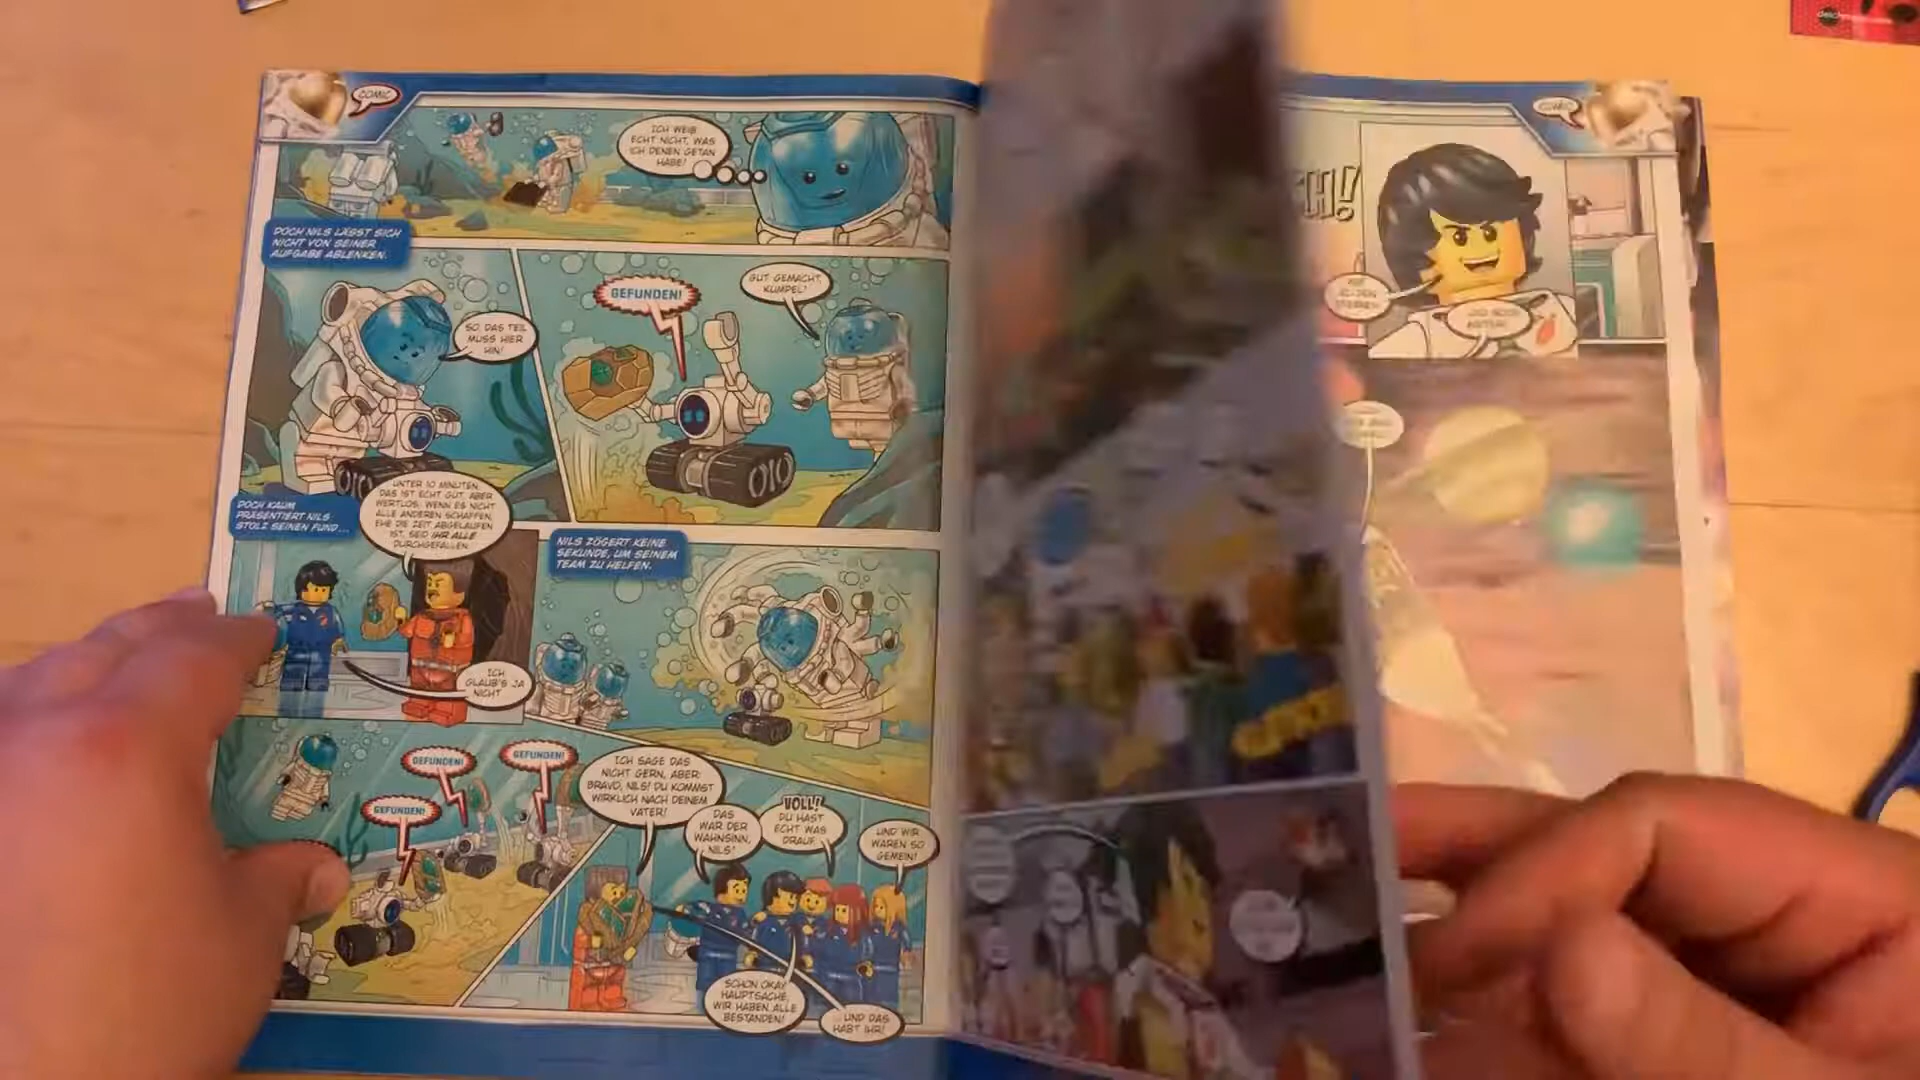 COMIC
ICH WEIß
ECHT NICHT, WAS
ICH DENEN GETAN
HABE!
DOCH NILS LÄSST SICH
NICHT VON SEINER
AUFGABE ABLENKEN.
SO, DAS TEIL
MUSS HIER
HIN!
GEFUNDEN!
GUT GEMACHT,
KUMPEL!
DOCH KAUM
PRÄSENTIERT NILS
STOLZ SEINEN FUND...
UNTER 10 MINUTEN,
DAS IST ECHT GUT, ABER
WERTLOS, WENN ES NICHT
ALLE ANDEREN SCHAFFEN,
EHE DIE ZEIT ABGELAUFEN
IST, SEID IHR ALLE
DURCHGEFALLEN.
ICH
GLAUB'S JA
NICHT
NILS ZÖGERT KEINE
SEKUNDE, UM SEINEM
TEAM ZU HELFEN.
GEFUNDEN!
GEFUNDEN!
GEFUNDEN!
ICH SAGE DAS
NICHT GERN, ABER:
BRAVO, NILS! DU KOMMST
WIRKLICH NACH DEINEM
VATER!
DAS
WAR DER
WAHNSINN,
NILS!
VOLL!
DU HAST
ECHT WAS
DRAUF.
UND WIR
WAREN SO
GEMEIN!
SCHON OKAY.
HAUPTSACHE,
WIR HABEN ALLE
BESTANDEN!
...UND DAS
HABT IHR!
COMIC